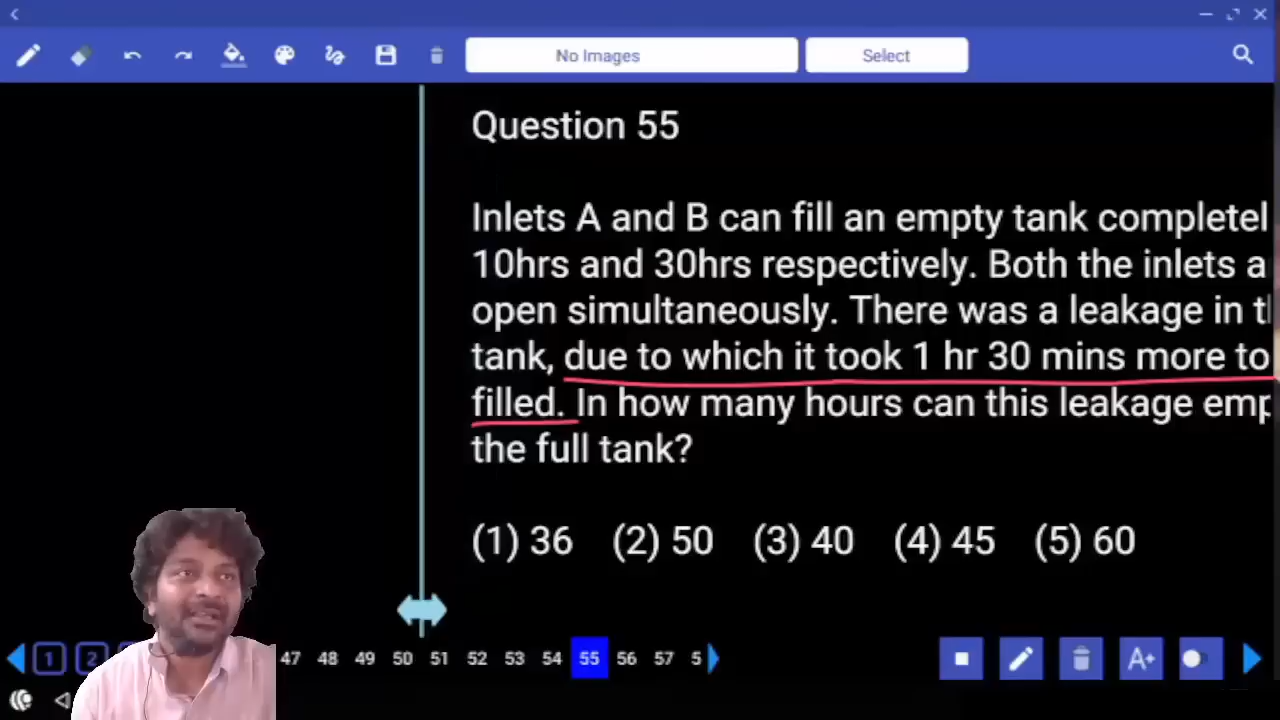 No Images
Select
Question 55
Inlets A and B can fill an empty tank completel
10hrs and 30hrs respectively. Both the inlets a
open simultaneously. There was a leakage in t
tank, due to which it took 1 hr 30 mins more to
filled. In how many hours can this leakage emp
the full tank?
(1) 36 (2) 50 (3) 40 (4) 45 (5) 60
1 2 47 48 49 50 51 52 53 54 55 56 57 5
A+